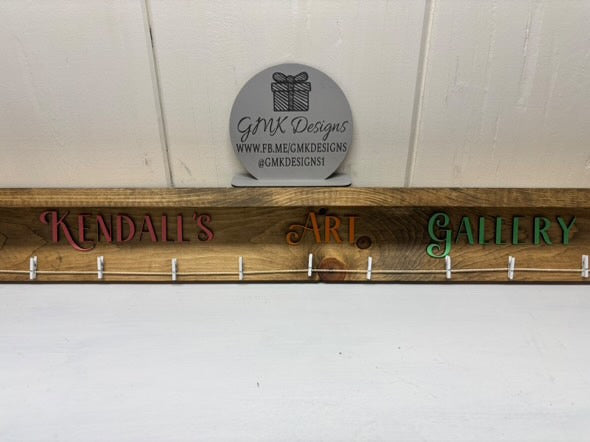 GMK Designs
WWW.FB.ME/GMKDESIGNS
@GMKDESIGNS1
KENDALL'S ART GALLERY